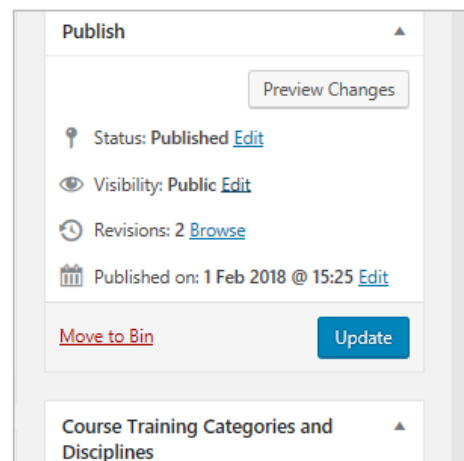 Publish
Preview Changes
Status: Published Edit
Visibility: Public Edit
Revisions: 2 Browse
Published on: 1 Feb 2018 @ 15:25 Edit
Move to Bin Update
Course Training Categories and
Disciplines